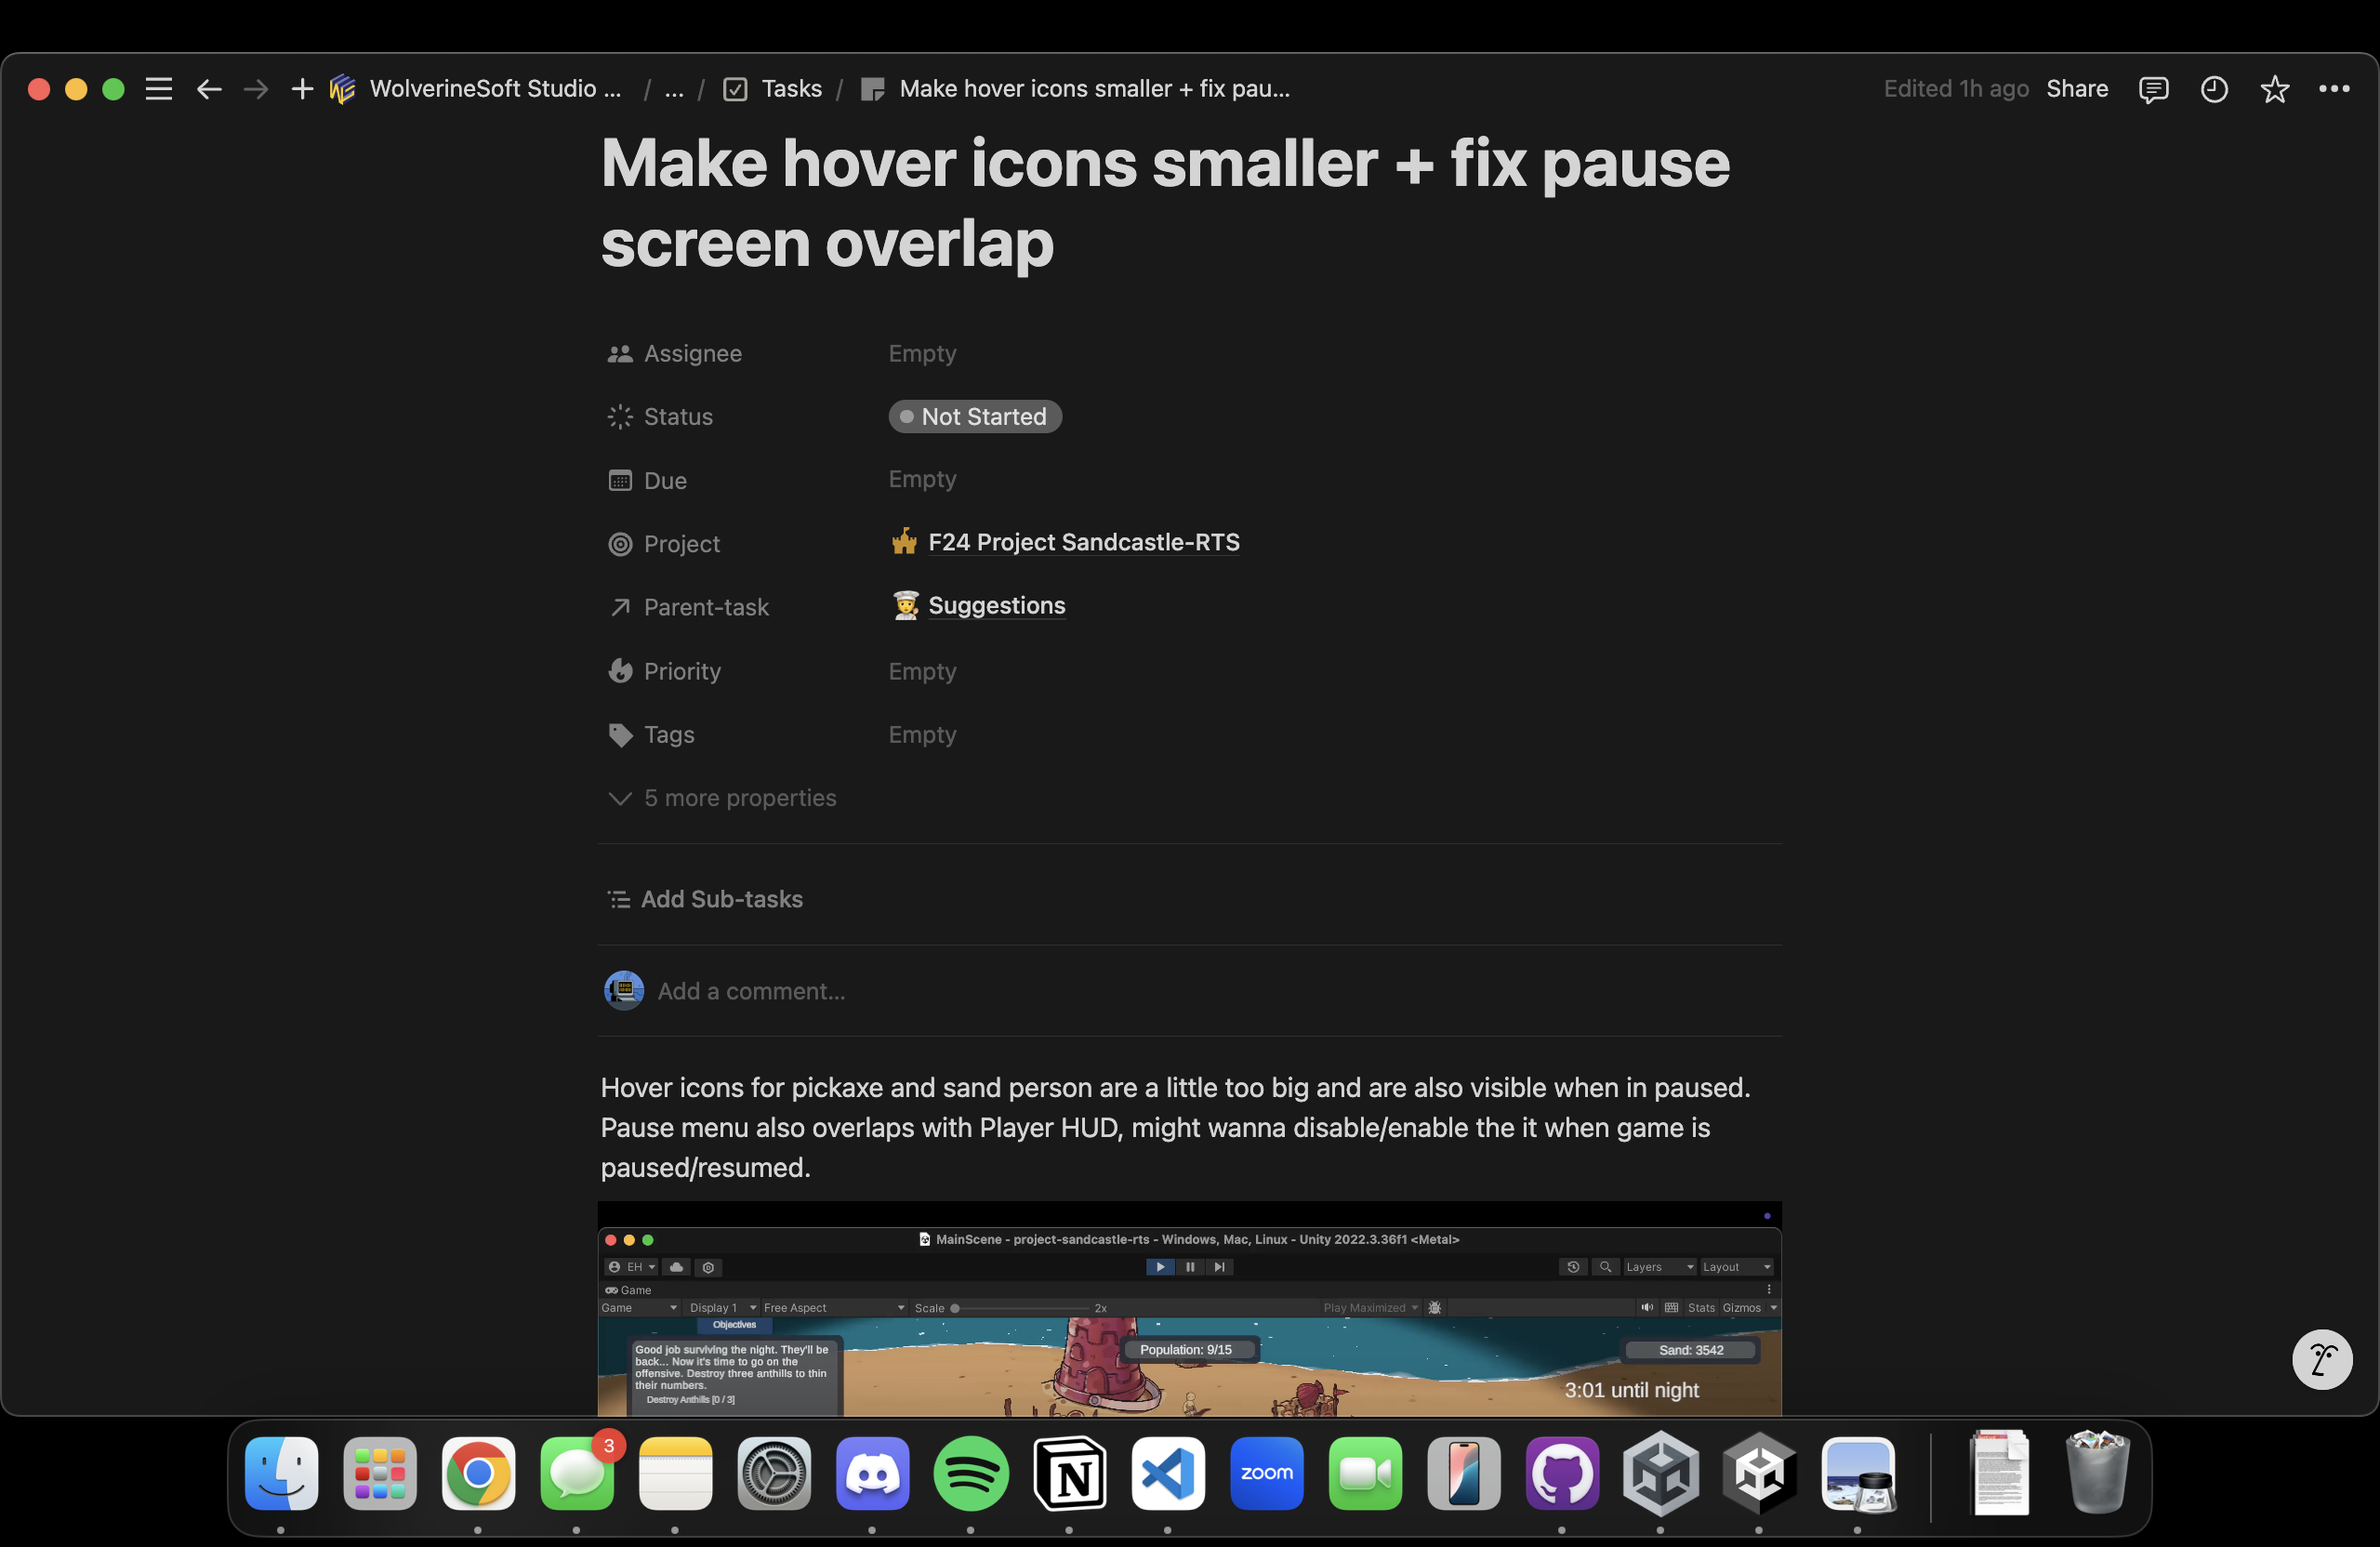 WolverineSoft Studio ... / ... / Tasks / Make hover icons smaller + fix pau...
Edited 1h ago Share
Make hover icons smaller + fix pause
screen overlap
Assignee Empty
Status Not Started
Due Empty
Project F24 Project Sandcastle-RTS
Parent-task Suggestions
Priority Empty
Tags Empty
5 more properties
Add Sub-tasks
Add a comment...
Hover icons for pickaxe and sand person are a little too big and are also visible when in paused.
Pause menu also overlaps with Player HUD, might wanna disable/enable the it when game is
paused/resumed.
MainScene - project-sandcastle-rts - Windows, Mac, Linux - Unity 2022.3.36f1 <Metal>
EH Layers Layout
Game
Game Display 1 Free Aspect Scale 2x Play Maximized Stats Gizmos
Objectives
Good job surviving the night. They'll be
back... Now it's time to go on the
offensive. Destroy three anthills to thin
their numbers.
Destroy Anthills [0 / 3]
Population: 9/15
Sand: 3542
3:01 until night
3
N
zoom